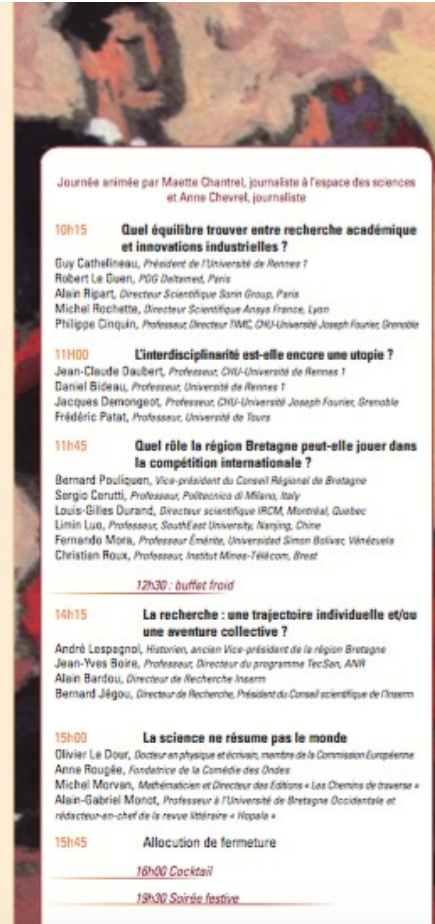 Journée animée par Maette Chantrel, journaliste à l'espace des sciences
et Anne Chevrel, journaliste
10h15 Quel équilibre trouver entre recherche académique
et innovations industrielles ?
Guy Cathelineau, Président de l'Université de Rennes 1
Robert Le Guen, PDG Deltamed, Paris
Alain Ripart, Directeur Scientifique Sorin Group, Paris
Michel Rochette, Directeur Scientifique Ansys France, Lyon
Philippe Cinquin, Professeur, Directeur TIMC, CHU-Université Joseph Fourier, Grenoble
11H00 L'interdisciplinarité est-elle encore une utopie ?
Jean-Claude Daubert, Professeur, CHU-Université de Rennes 1
Daniel Bideau, Professeur, Université de Rennes 1
Jacques Demongeot, Professeur, CHU-Université Joseph Fourier, Grenoble
Frédéric Patat, Professeur, Université de Tours
11h45 Quel rôle la région Bretagne peut-elle jouer dans
la compétition internationale ?
Bernard Pouliquen, Vice-président du Conseil Régional de Bretagne
Sergio Cerutti, Professeur, Politecnico di Milano, Italy
Louis-Gilles Durand, Directeur scientifique IRCM, Montréal, Quebec
Limin Luo, Professeur, SouthEast University, Nanjing, Chine
Fernando Mora, Professeur Émérite, Universidad Simon Bolivar, Vénézuela
Christian Roux, Professeur, Institut Mines-Télécom, Brest
12h30 : buffet froid
14h15 La recherche : une trajectoire individuelle et/ou
une aventure collective ?
André Lespagnol, Historien, ancien Vice-président de la région Bretagne
Jean-Yves Boire, Professeur, Directeur du programme TecSan, ANR
Alain Bardou, Directeur de Recherche Inserm
Bernard Jégou, Directeur de Recherche, Président du Conseil scientifique de l'Inserm
15h00 La science ne résume pas le monde
Olivier Le Dour, Docteur en physique et écrivain, membre de la Commission Européenne
Anne Rougée, Fondatrice de la Comédie des Ondes
Michel Morvan, Mathématicien et Directeur des Editions « Les Chemins de traverse »
Alain-Gabriel Monot, Professeur à l'Université de Bretagne Occidentale et
rédacteur-en-chef de la revue littéraire « Hopala »
15h45 Allocution de fermeture
16h00 Cocktail
19h30 Soirée festive